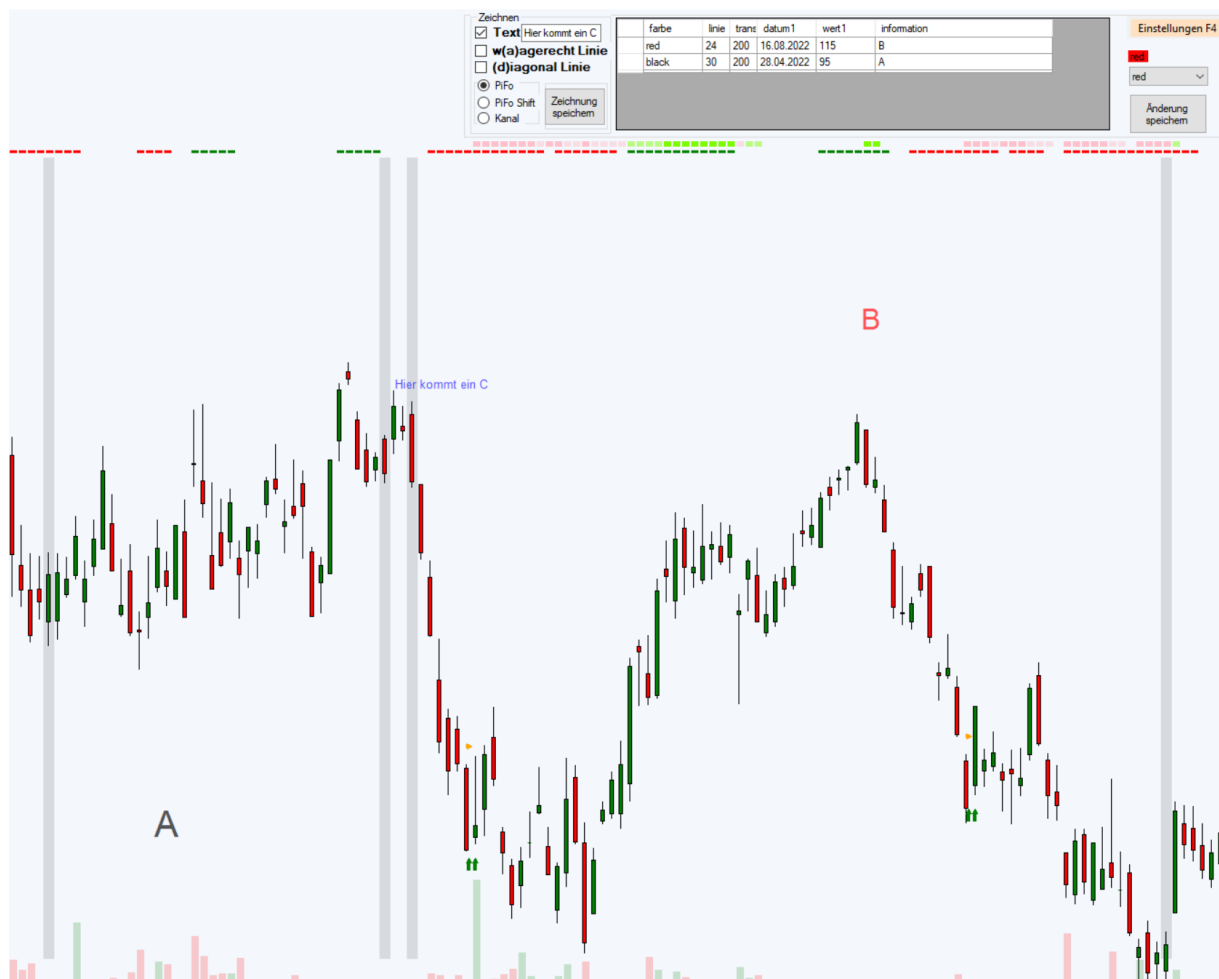 Zeichnen
Text Hier kommt ein C
w(a)agerecht Linie
(d)iagonal Linie
PiFo
PiFo Shift
Kanal
Zeichnung speichern
farbe linie trans datum1 wert1 information
red 24 200 16.08.2022 115 B
black 30 200 28.04.2022 95 A
Einstellungen F4
red
red
Änderung speichern
B
Hier kommt ein C
A